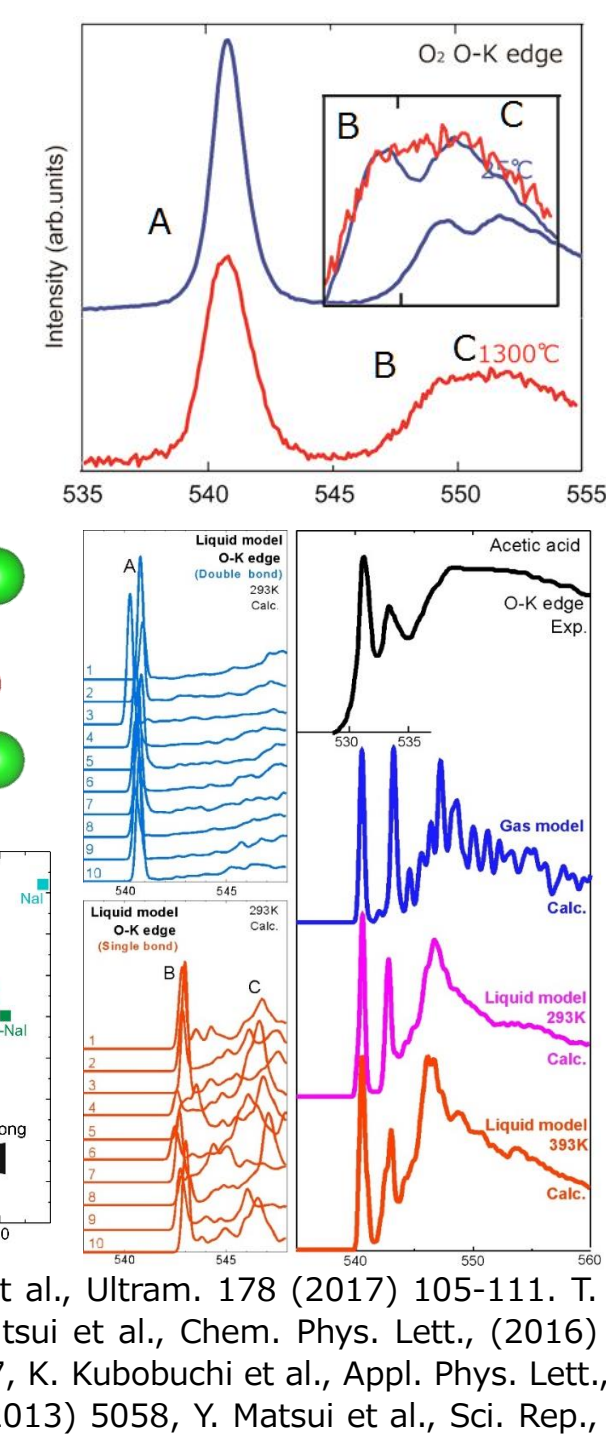 O₂ O-K edge
Intensity (arb.units)
A
B
C
25℃
B
C
1300℃
535
540
545
550
555
Liquid model
O-K edge
(Double bond)
293K
Calc.
A
1
2
3
4
5
6
7
8
9
10
540
545
Liquid model
O-K edge
(Single bond)
293K
Calc.
B
C
1
2
3
4
5
6
7
8
9
10
540
545
Acetic acid
O-K edge
Exp.
530
535
Gas model
Calc.
Liquid model
293K
Calc.
Liquid model
393K
Calc.
540
550
560
NaI
-NaI
ong
0
t al., Ultram. 178 (2017) 105-111. T.
tsui et al., Chem. Phys. Lett., (2016)
7, K. Kubobuchi et al., Appl. Phys. Lett.,
2013) 5058, Y. Matsui et al., Sci. Rep.,